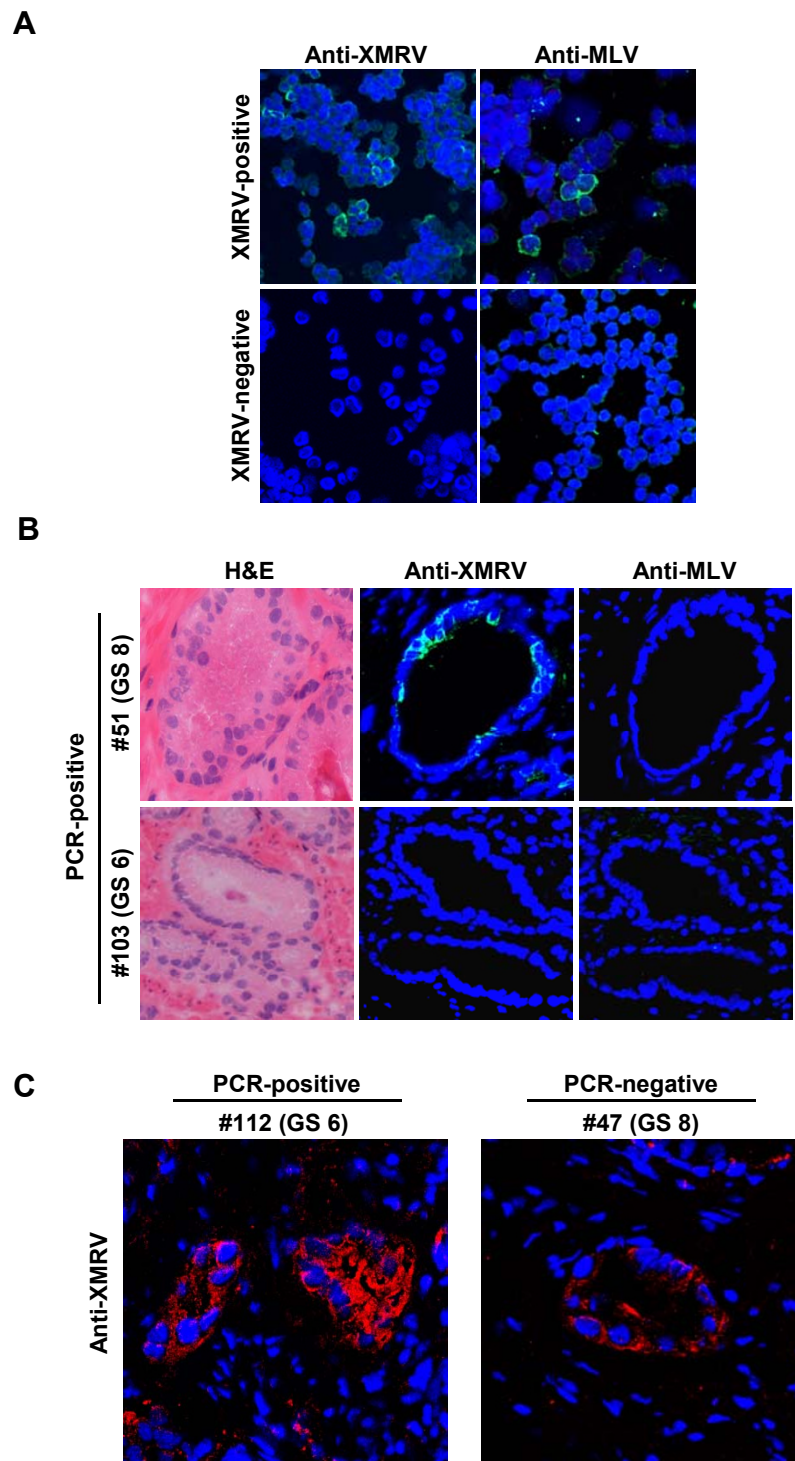 A
Anti-XMRV
Anti-MLV
XMRV-positive
XMRV-negative
B
H&E
Anti-XMRV
Anti-MLV
PCR-positive
#51 (GS 8)
#103 (GS 6)
C
PCR-positive
PCR-negative
#112 (GS 6)
#47 (GS 8)
Anti-XMRV